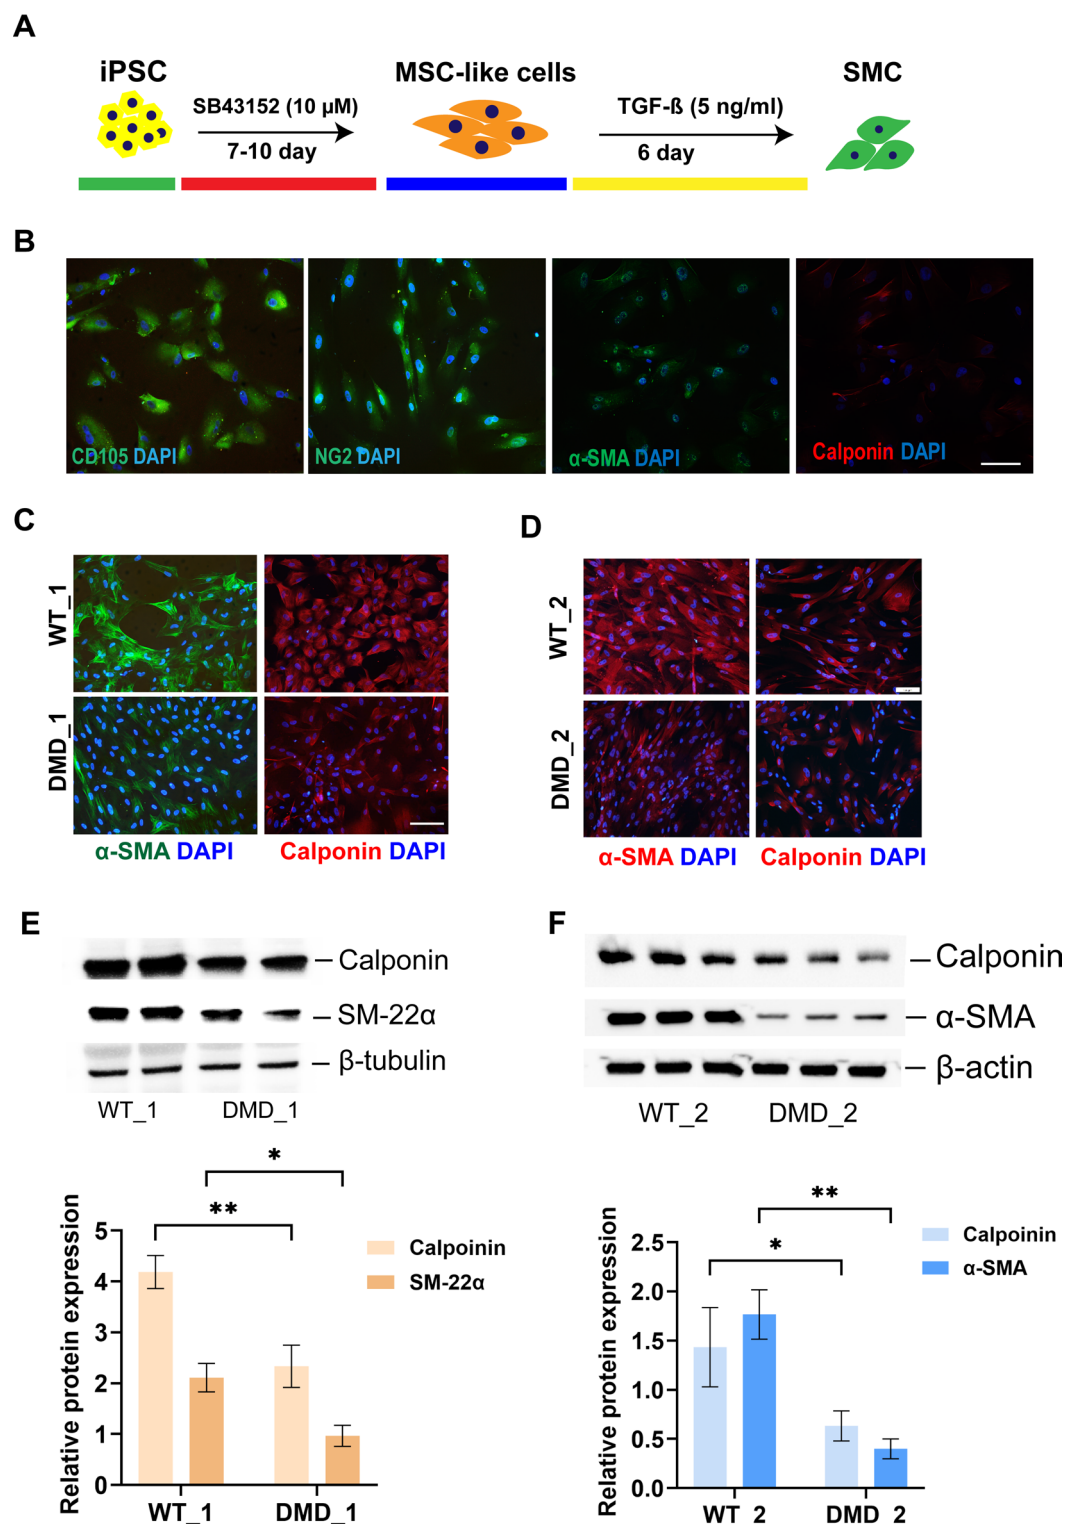 A
iPSC
MSC-like cells
SMC
SB43152 (10 µM)
7-10 day
TGF-ß (5 ng/ml)
6 day
B
CD105 DAPI
NG2 DAPI
α-SMA DAPI
Calponin DAPI
C
D
WT_1
DMD_1
α-SMA DAPI
Calponin DAPI
WT_2
DMD_2
α-SMA DAPI
Calponin DAPI
E
Calponin
SM-22α
β-tubulin
WT_1
DMD_1
F
Calponin
α-SMA
β-actin
WT_2
DMD_2
*
**
Relative protein expression
5
4
3
2
1
0
Calpoinin
SM-22α
WT_1
DMD_1
**
*
Relative protein expression
2.5
2.0
1.5
1.0
0.5
0.0
Calpoinin
α-SMA
WT_2
DMD_2